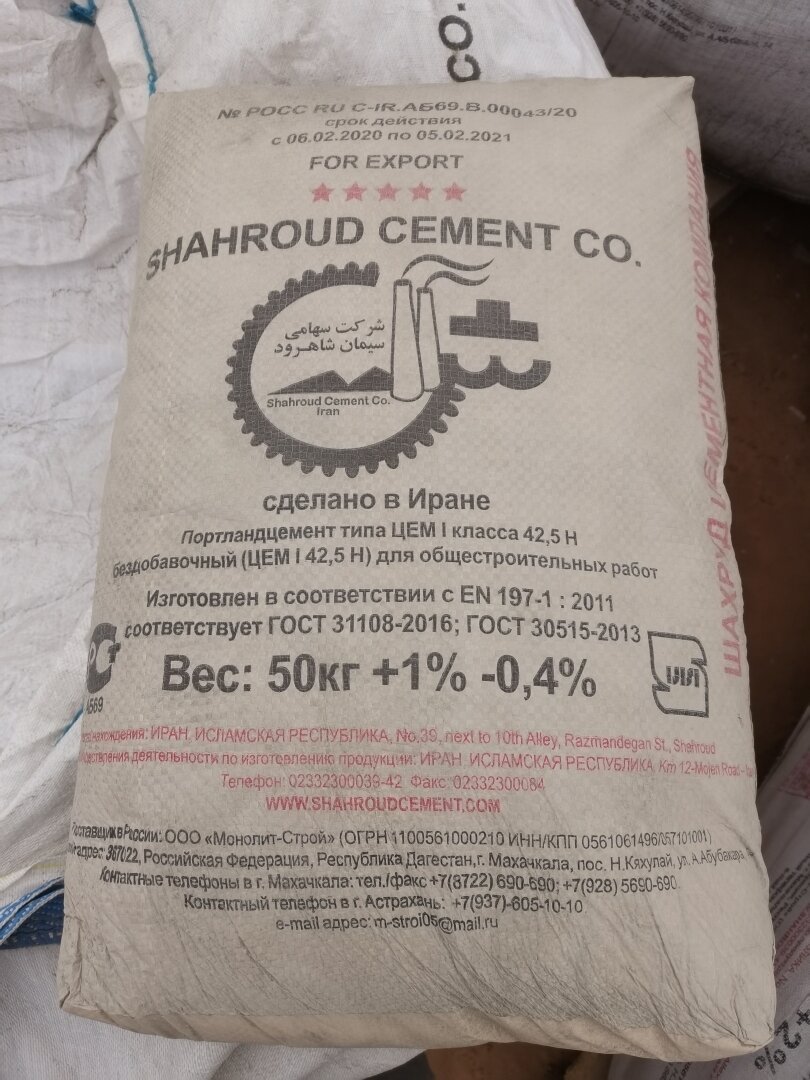 CO.
№ РОСС RU C-IR.АБ69.В.00043/20
срок действия
с 06.02.2020 по 05.02.2021
FOR EXPORT
SHAHROUD CEMENT CO.
شرکت سهامی
سیمان شاهرود
Shahroud Cement Co.
Iran
сделано в Иране
Портландцемент типа ЦЕМ I класса 42,5 Н
бездобавочный (ЦЕМ I 42,5 Н) для общестроительных работ
Изготовлен в соответствии с EN 197-1 : 2011
соответствует ГОСТ 31108-2016; ГОСТ 30515-2013
АБ69
Вес: 50кг +1% -0,4%
нахождения: ИРАН, ИСЛАМСКАЯ РЕСПУБЛИКА, No.39, next to 10th Alley, Razmandegan St., Shahroud
деятельности по изготовлению продукции: ИРАН, ИСЛАМСКАЯ РЕСПУБЛИКА, Km 12-Mojen Road -
Телефон: 02332300039-42 Факс: 02332300064
WWW.SHAHROUDCEMENT.COM
Поставщик в России: ООО «Монолит-Строй» (ОГРН 1100561000210 ИНН/КПП 0561061496/057101001)
адрес: 367022, Российская Федерация, Республика Дагестан,г. Махачкала, пос. Н.Кяхулай, ул. А.Абубакара,
Контактные телефоны в г. Махачкала: тел./факс +7(8722) 690-690; +7(928) 5690-690
Контактный телефон в г. Астрахань: +7(937)-605-10-10
e-mail адрес: m-stroi05@mail.ru
ШАХРУД ЦЕМЕНТНАЯ КОМПАНИЯ
+2%